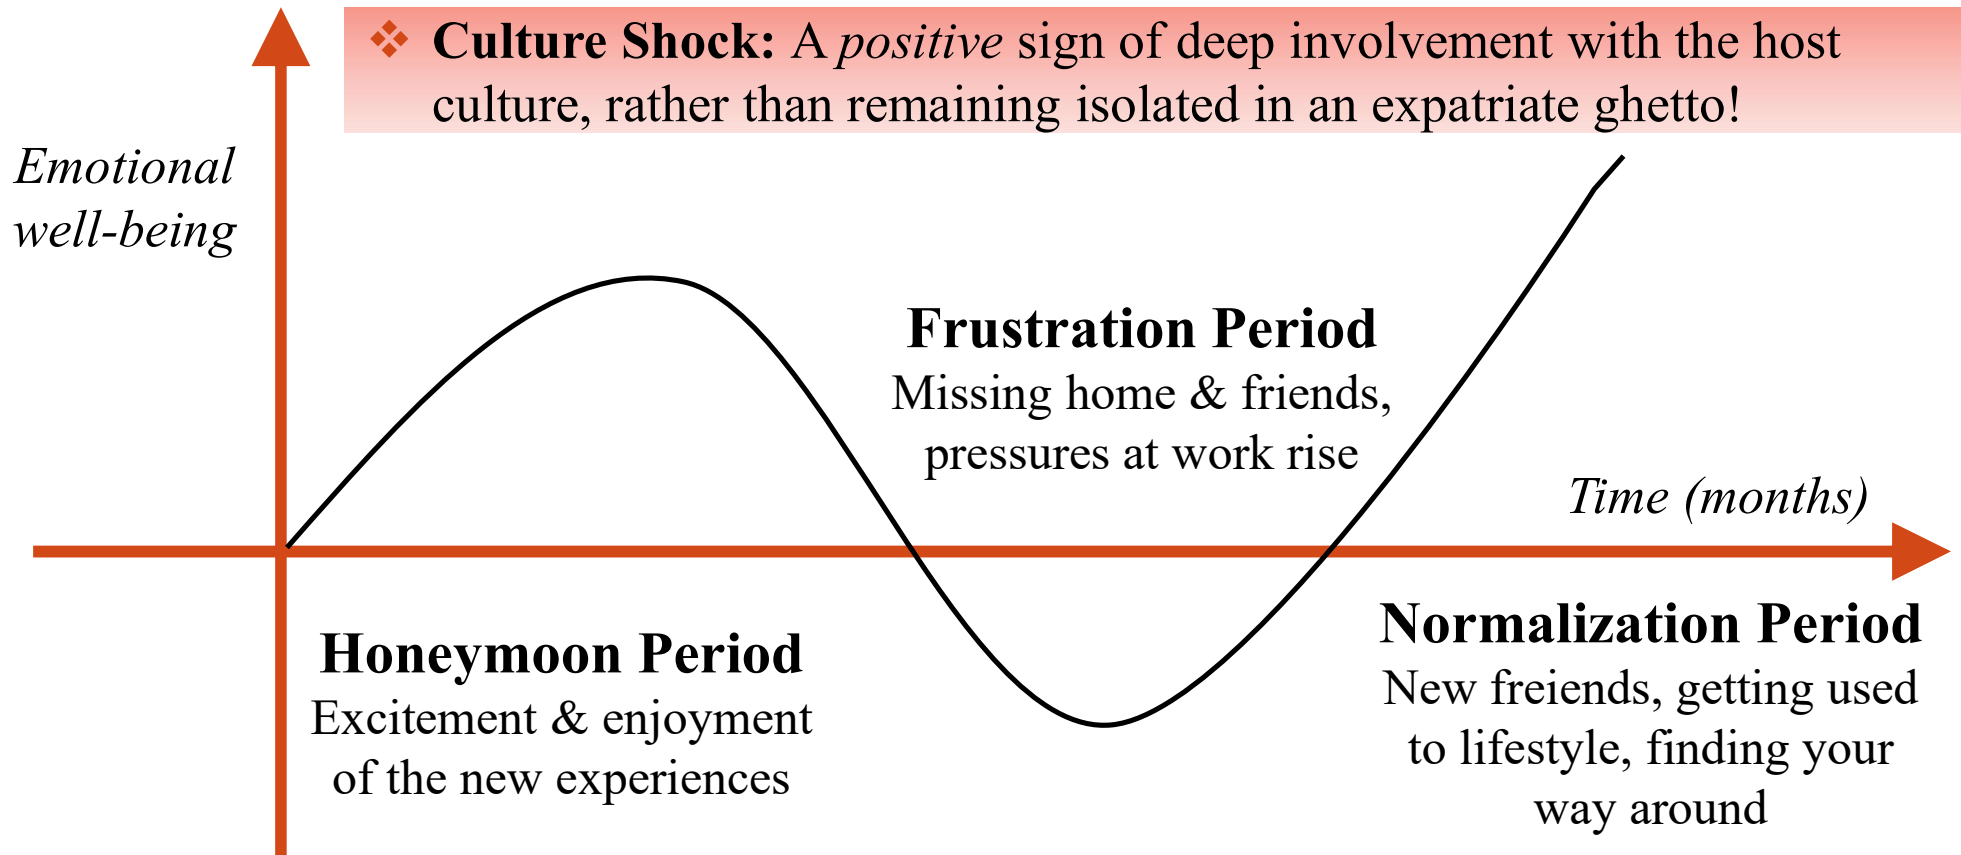 ❖ Culture Shock: A positive sign of deep involvement with the host
culture, rather than remaining isolated in an expatriate ghetto!
Emotional
well-being
Frustration Period
Missing home & friends,
pressures at work rise
Time (months)
Honeymoon Period
Excitement & enjoyment
of the new experiences
Normalization Period
New freiends, getting used
to lifestyle, finding your
way around